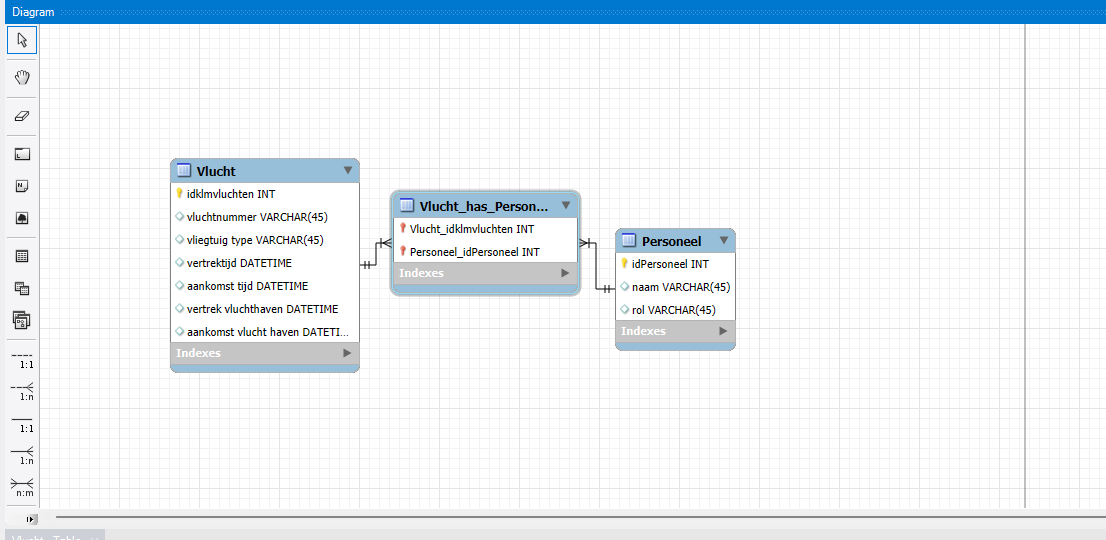 Diagram
Vlucht
idklmvluchten INT
vluchtnummer VARCHAR(45)
vliegtuig type VARCHAR(45)
vertrektijd DATETIME
aankomst tijd DATETIME
vertrek vluchthaven DATETIME
aankomst vlucht haven DATETI...
Indexes
Vlucht_has_Person...
Vlucht_idklmvluchten INT
Personeel_idPersoneel INT
Indexes
Personeel
idPersoneel INT
naam VARCHAR(45)
rol VARCHAR(45)
Indexes
1:1
1:n
1:1
1:n
n:m